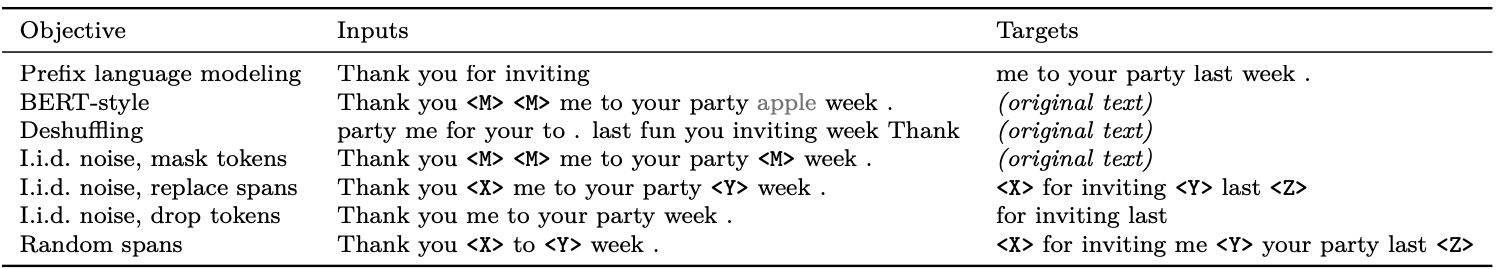 Objective Inputs Targets
Prefix language modeling Thank you for inviting me to your party last week .
BERT-style Thank you <M> <M> me to your party apple week . (original text)
Deshuffling party me for your to . last fun you inviting week Thank (original text)
I.i.d. noise, mask tokens Thank you <M> <M> me to your party <M> week . (original text)
I.i.d. noise, replace spans Thank you <X> me to your party <Y> week . <X> for inviting <Y> last <Z>
I.i.d. noise, drop tokens Thank you me to your party week . for inviting last
Random spans Thank you <X> to <Y> week . <X> for inviting me <Y> your party last <Z>